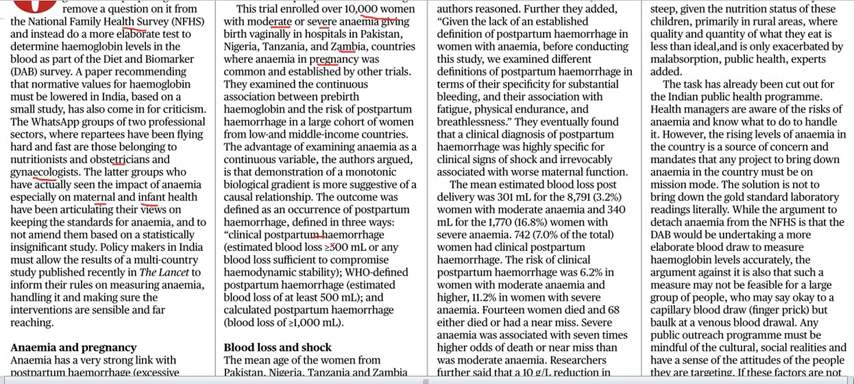 remove a question on it from
the National Family Health Survey (NFHS)
and instead do a more elaborate test to
determine haemoglobin levels in the
blood as part of the Diet and Biomarker
(DAB) survey. A paper recommending
that normative values for haemoglobin
must be lowered in India, based on a
small study, has also come in for criticism.
The WhatsApp groups of two professional
sectors, where repartees have been flying
hard and fast are those belonging to
nutritionists and obstetricians and
gynaecologists. The latter groups who
have actually seen the impact of anaemia
especially on maternal and infant health
have been articulating their views on
keeping the standards for anaemia, and to
not amend them based on a statistically
insignificant study. Policy makers in India
must allow the results of a multi-country
study published recently in The Lancet to
inform their rules on measuring anaemia,
handling it and making sure the
interventions are sensible and far
reaching.
Anaemia and pregnancy
Anaemia has a very strong link with
postpartum haemorrhage (excessive
This trial enrolled over 10,000 women
with moderate or severe anaemia giving
birth vaginally in hospitals in Pakistan,
Nigeria, Tanzania, and Zambia, countries
where anaemia in pregnancy was
common and established by other trials.
They examined the continuous
association between prebirth
haemoglobin and the risk of postpartum
haemorrhage in a large cohort of women
from low-and middle-income countries.
The advantage of examining anaemia as a
continuous variable, the authors argued,
is that demonstration of a monotonic
biological gradient is more suggestive of a
causal relationship. The outcome was
defined as an occurrence of postpartum
haemorrhage, defined in three ways:
“clinical postpartum haemorrhage
(estimated blood loss ≥500 mL or any
blood loss sufficient to compromise
haemodynamic stability); WHO-defined
postpartum haemorrhage (estimated
blood loss of at least 500 mL); and
calculated postpartum haemorrhage
(blood loss of ≥1,000 mL).
Blood loss and shock
The mean age of the women from
Pakistan, Nigeria, Tanzania and Zambia
authors reasoned. Further they added,
“Given the lack of an established
definition of postpartum haemorrhage in
women with anaemia, before conducting
this study, we examined different
definitions of postpartum haemorrhage in
terms of their specificity for substantial
bleeding, and their association with
fatigue, physical endurance, and
breathlessness.” They eventually found
that a clinical diagnosis of postpartum
haemorrhage was highly specific for
clinical signs of shock and irrevocably
associated with worse maternal function.
The mean estimated blood loss post
delivery was 301 mL for the 8,791 (3.2%)
women with moderate anaemia and 340
mL for the 1,770 (16.8%) women with
severe anaemia. 742 (7.0% of the total)
women had clinical postpartum
haemorrhage. The risk of clinical
postpartum haemorrhage was 6.2% in
women with moderate anaemia and
higher, 11.2% in women with severe
anaemia. Fourteen women died and 68
either died or had a near miss. Severe
anaemia was associated with seven times
higher odds of death or near miss than
was moderate anaemia. Researchers
further said that a 10 g/L reduction in
steep, given the nutrition status of these
children, primarily in rural areas, where
quality and quantity of what they eat is
less than ideal,and is only exacerbated by
malabsorption, public health, experts
added.
The task has already been cut out for
the Indian public health programme.
Health managers are aware of the risks of
anaemia and know what to do to handle
it. However, the rising levels of anaemia in
the country is a source of concern and
mandates that any project to bring down
anaemia in the country must be on
mission mode. The solution is not to
bring down the gold standard laboratory
readings literally. While the argument to
detach anaemia from the NFHS is that the
DAB would be undertaking a more
elaborate blood draw to measure
haemoglobin levels accurately, the
argument against it is also that such a
measure may not be feasible for a large
group of people, who may say okay to a
capillary blood draw (finger prick) but
baulk at a venous blood drawal. Any
public outreach programme must be
mindful of the cultural, social realities and
have a sense of the attitudes of the people
they are targeting. If these factors are not